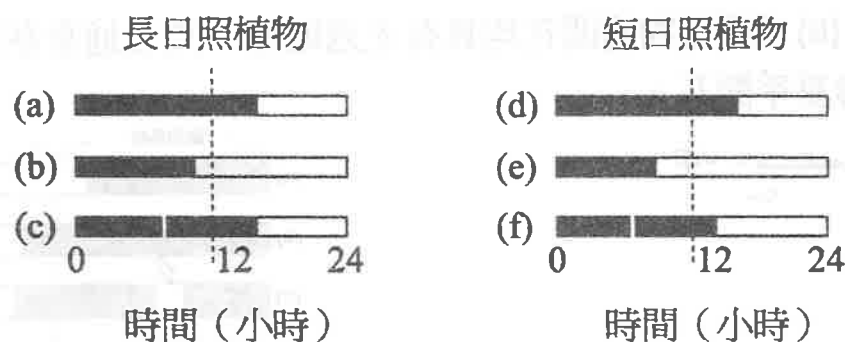 長日照植物 短日照植物
(a) (d)
(b) (e)
(c) (f)
0 12 24 0 12 24
時間（小時） 時間（小時）